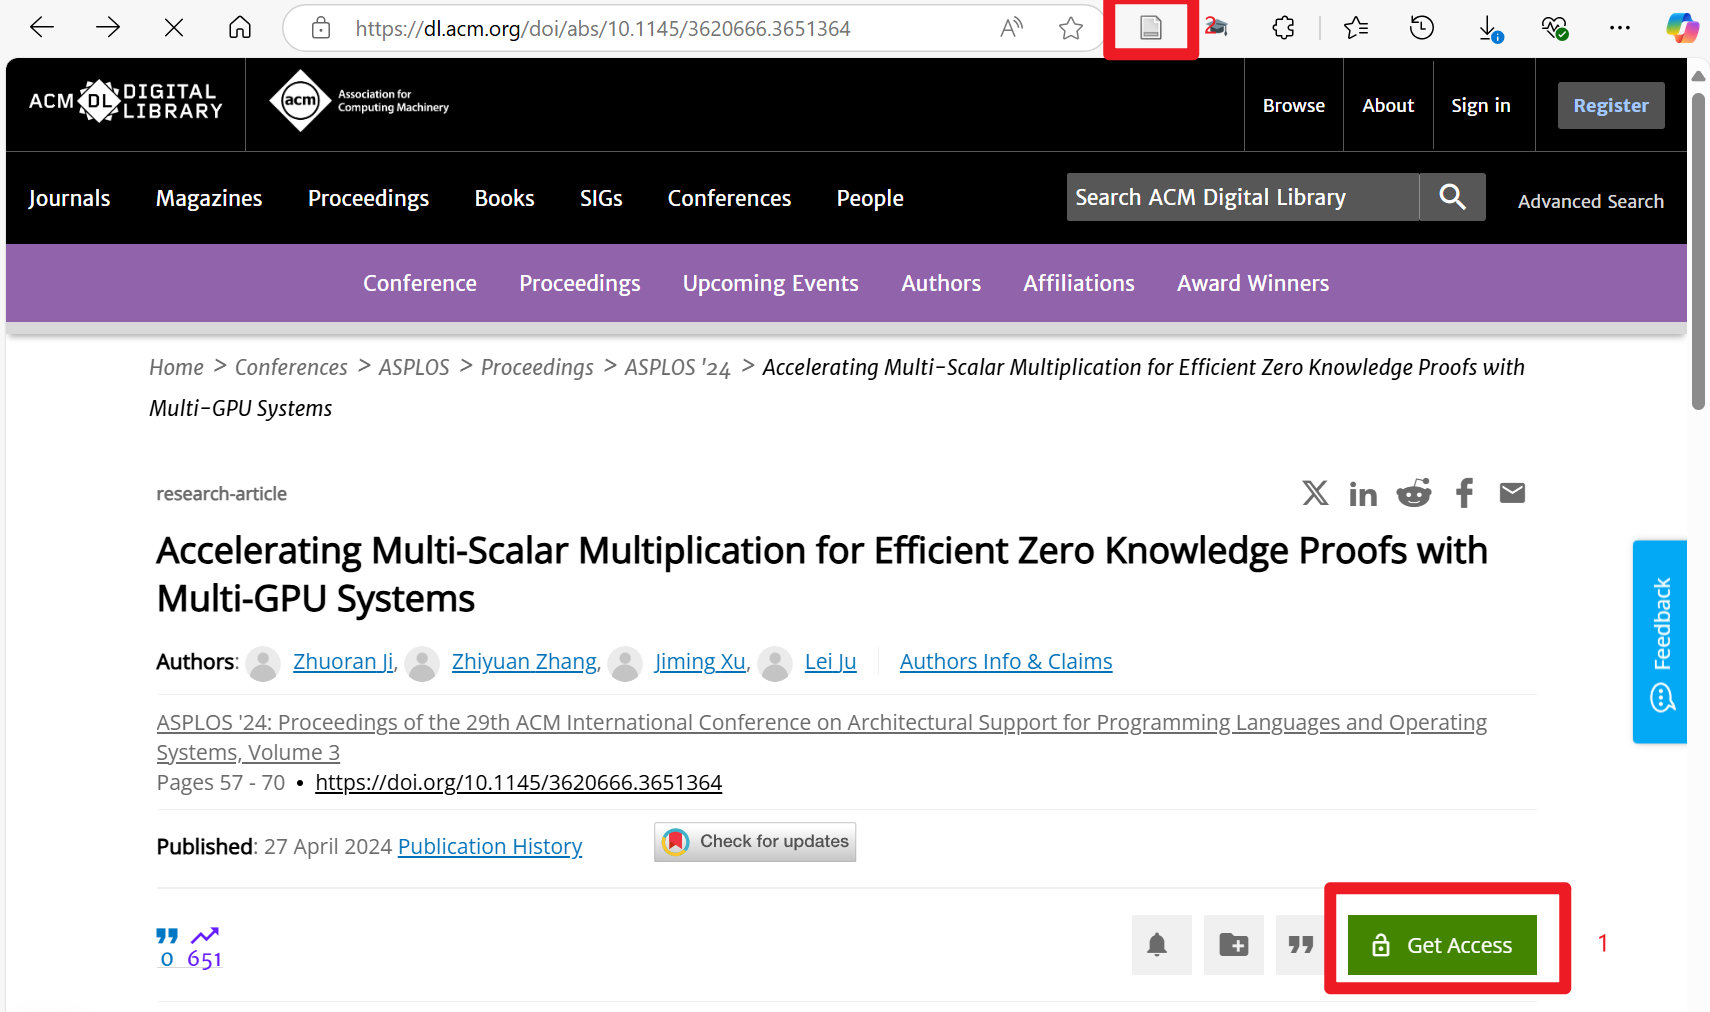 https://dl.acm.org/doi/abs/10.1145/3620666.3651364
A
2
ACM DL DIGITAL LIBRARY
acm Association for Computing Machinery
Browse
About
Sign in
Register
Journals
Magazines
Proceedings
Books
SIGs
Conferences
People
Search ACM Digital Library
Advanced Search
Conference
Proceedings
Upcoming Events
Authors
Affiliations
Award Winners
Home > Conferences > ASPLOS > Proceedings > ASPLOS '24 > Accelerating Multi-Scalar Multiplication for Efficient Zero Knowledge Proofs with
Multi-GPU Systems
research-article
Accelerating Multi-Scalar Multiplication for Efficient Zero Knowledge Proofs with
Multi-GPU Systems
Authors: Zhuoran Ji, Zhiyuan Zhang, Jiming Xu, Lei Ju Authors Info & Claims
ASPLOS '24: Proceedings of the 29th ACM International Conference on Architectural Support for Programming Languages and Operating
Systems, Volume 3
Pages 57 - 70 • https://doi.org/10.1145/3620666.3651364
Published: 27 April 2024 Publication History
Check for updates
0 651
Get Access
1
Feedback